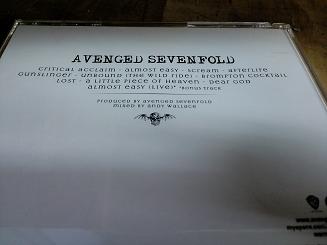 AVENGED SEVENFOLD
CRITICAL ACCLAIM - ALMOST EASY - SCREAM - AFTERLIFE
GUNSLINGER - UNBOUND (THE WILD RIDE) - BROMPTON COCKTAIL
LOST - A LITTLE PIECE OF HEAVEN - DEAR GOD
ALMOST EASY (LIVE)* *BONUS TRACK
PRODUCED BY AVENGED SEVENFOLD
MIXED BY ANDY WALLACE